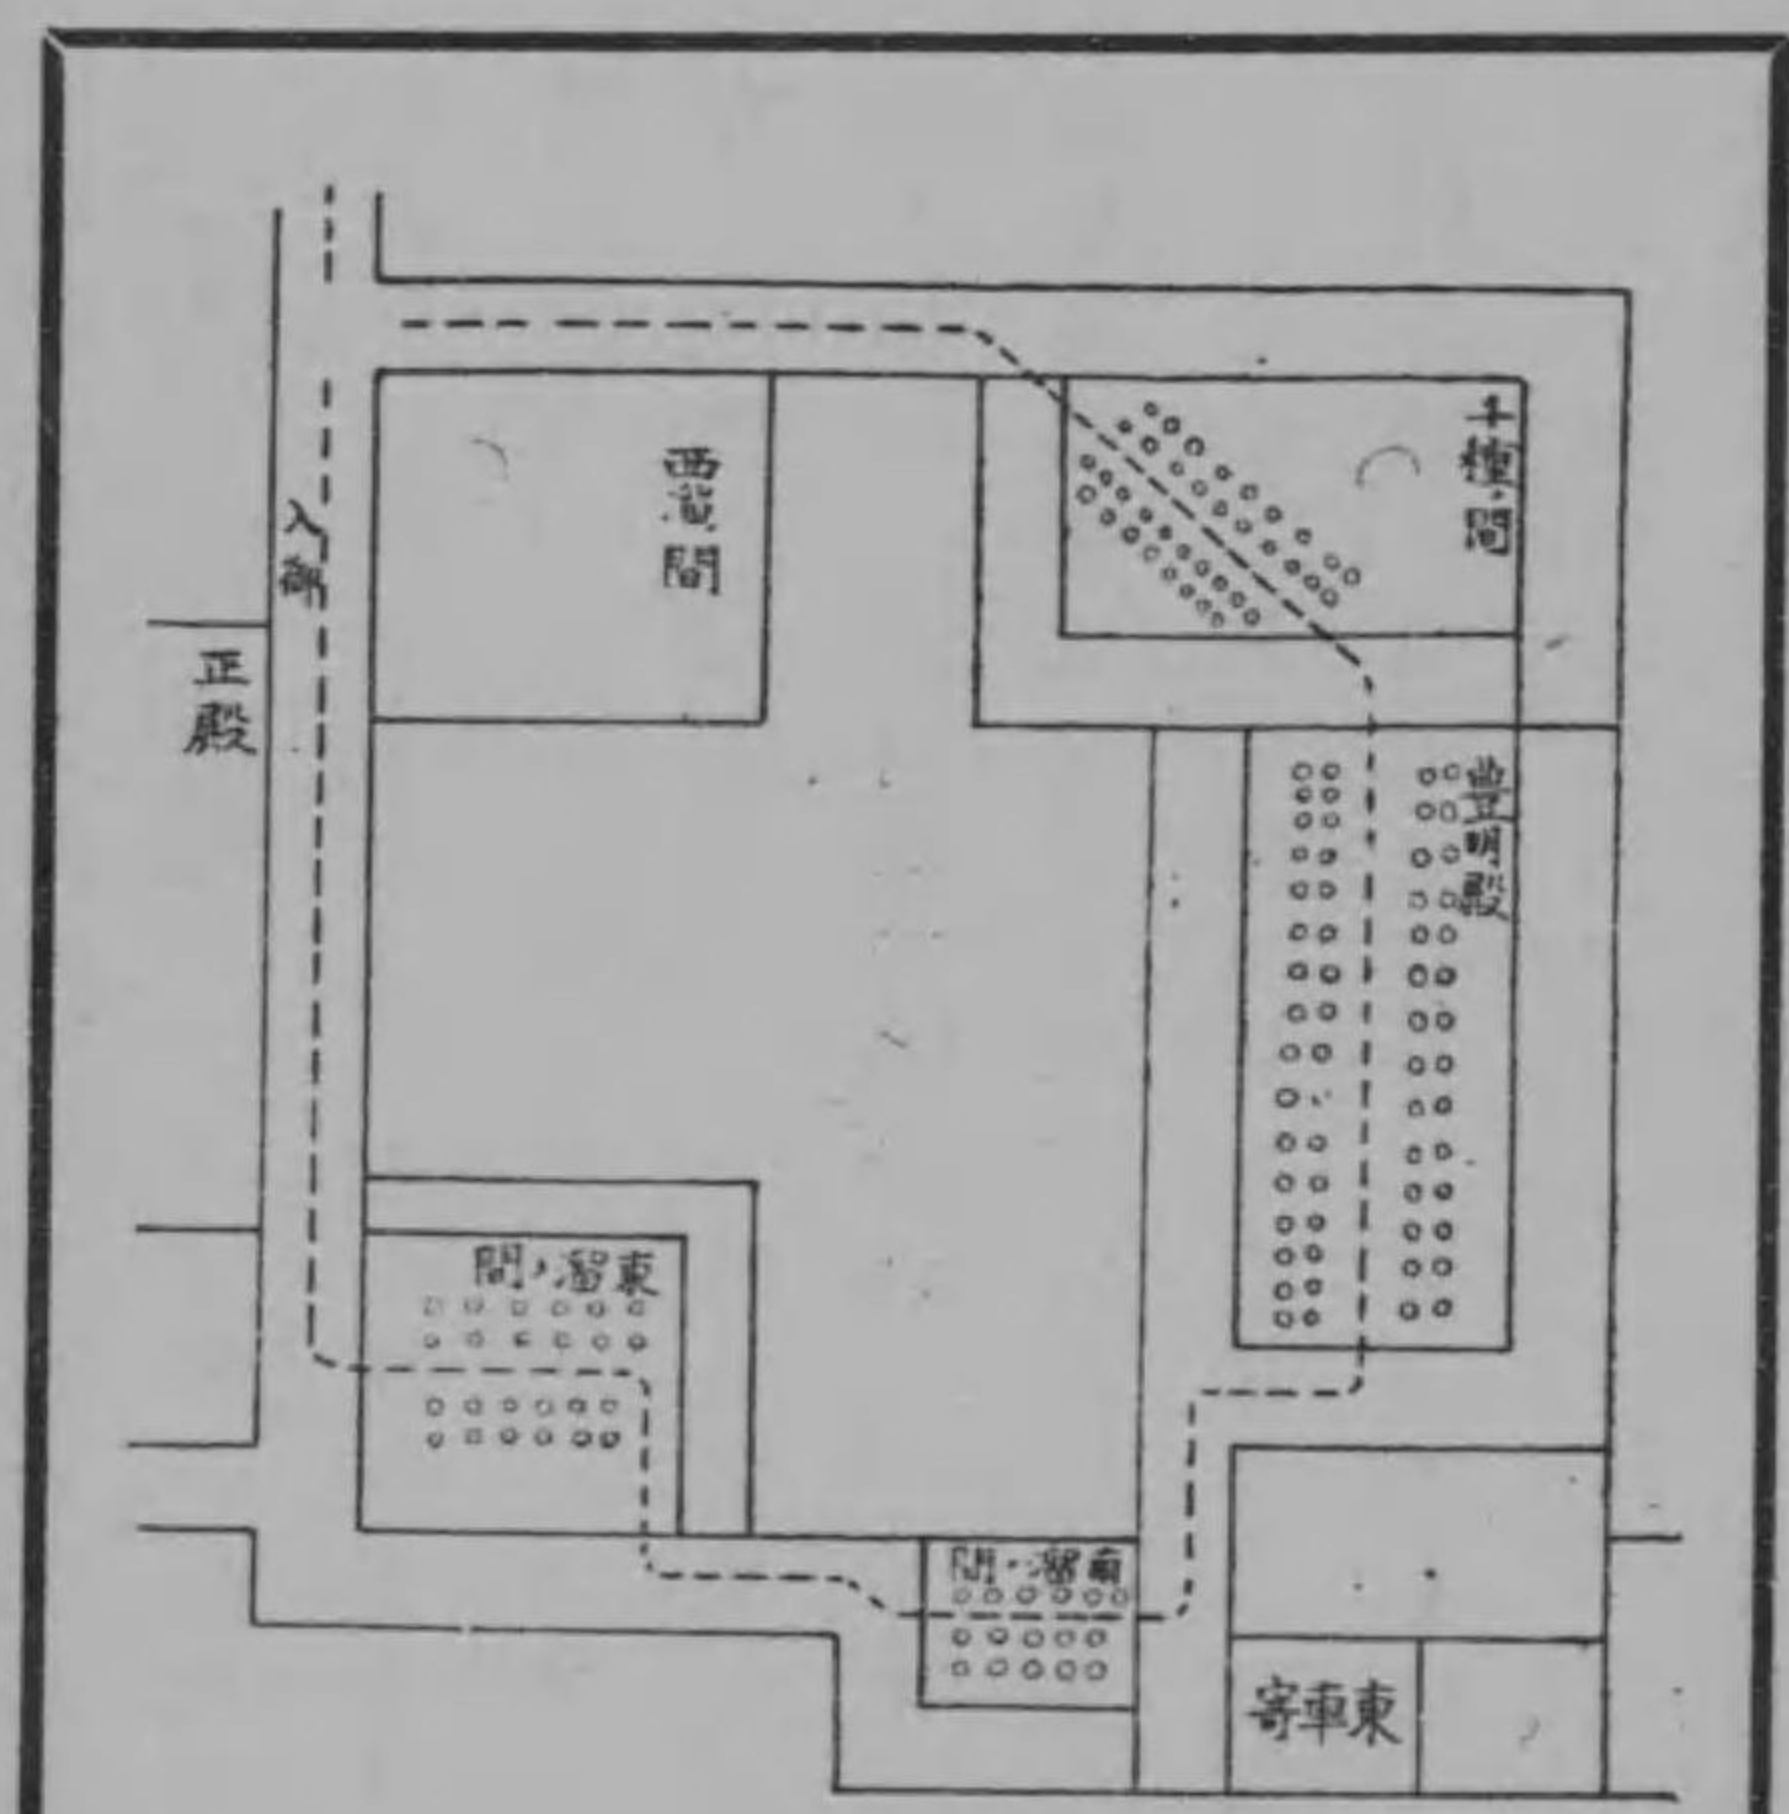 千種ノ間
西溜間
入御
正殿
豊明殿
東溜ノ間
南溜ノ間
東車寄